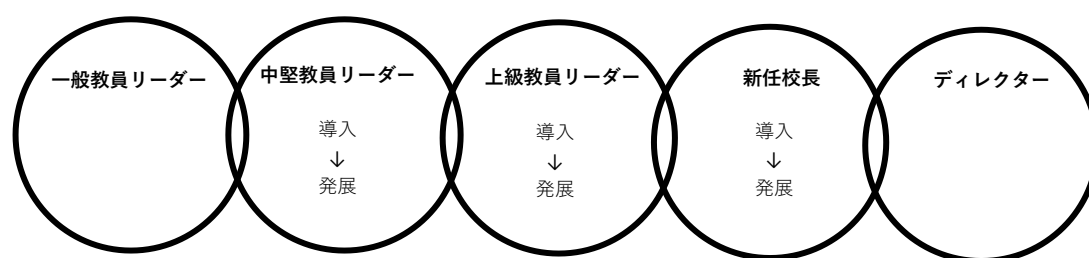 一般教員リーダー
中堅教員リーダー
導入
↓
発展
上級教員リーダー
導入
↓
発展
新任校長
導入
↓
発展
ディレクター